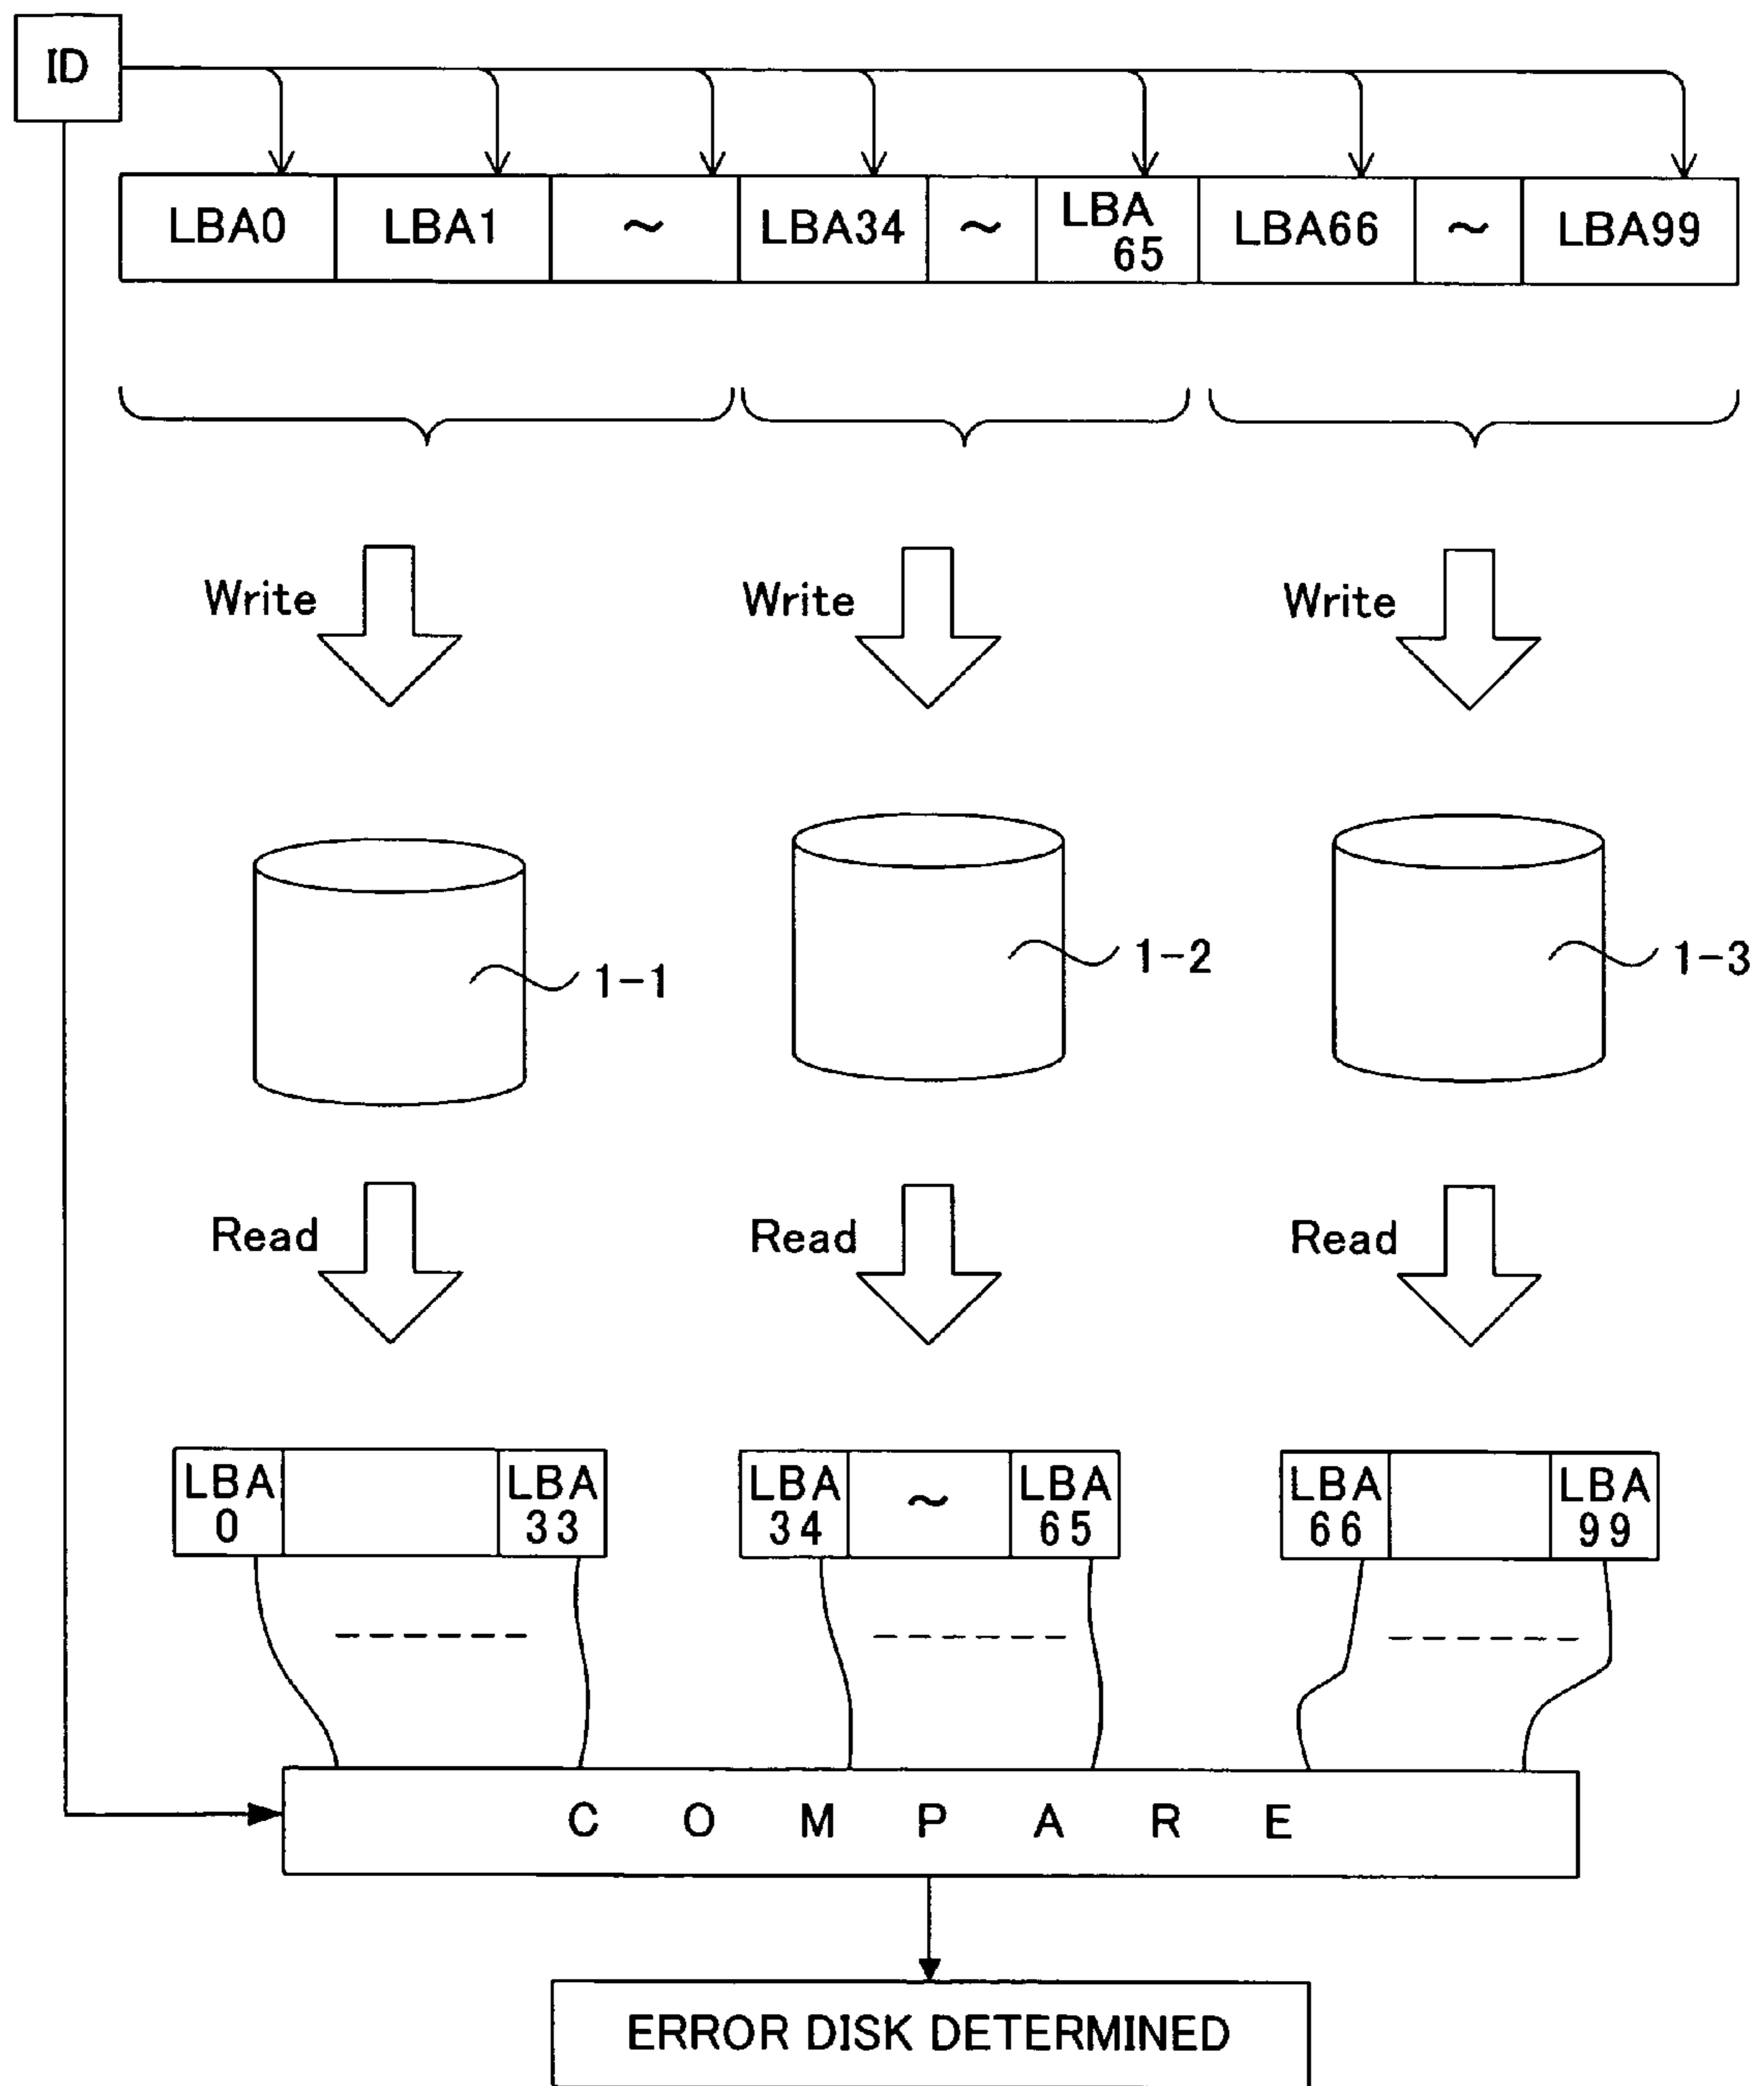 ID
LBA0 LBA1 ~ LBA34 ~ LBA 65 LBA66 ~ LBA99
Write Write Write
1-1 1-2 1-3
Read Read Read
LBA 0 LBA 33 LBA 34 ~ LBA 65 LBA 66 LBA 99
C O M P A R E
ERROR DISK DETERMINED